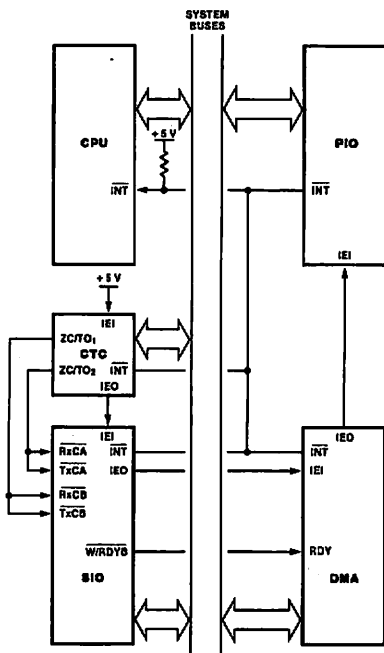 SYSTEM
BUSES
+5 V
CPU
PIO
INT
INT
IEI
+5 V
IEI
ZC/TO1
CTC
ZC/TO2
INT
IEO
IEO
IEI
RxCA
INT
INT
TxCA
IEO
IEI
RxCB
TxCB
W/RDYB
RDY
SIO
DMA